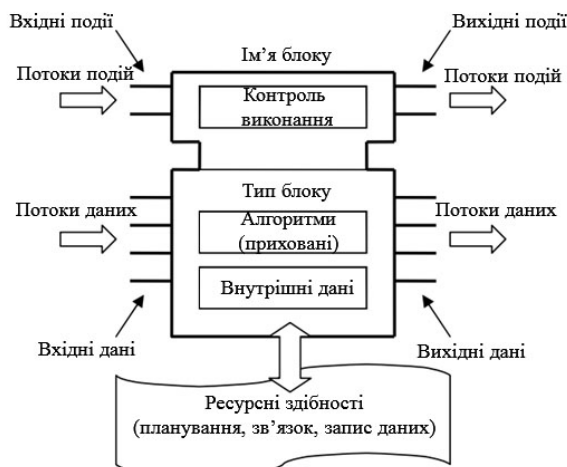 Вхідні події
Вихідні події
Ім’я блоку
Потоки подій
Потоки подій
Контроль
виконання
Тип блоку
Потоки даних
Потоки даних
Алгоритми
(приховані)
Внутрішні дані
Вхідні дані
Вихідні дані
Ресурсні здібності
(планування, зв’язок, запис даних)